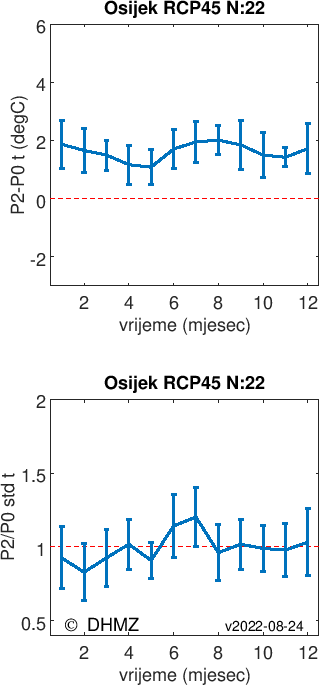 Osijek RCP45 N:22
P2-P0 t (degC)
6
4
2
0
-2
2 4 6 8 10 12
vrijeme (mjesec)
Osijek RCP45 N:22
P2/P0 std t
2
1.5
1
0.5
© DHMZ v2022-08-24
2 4 6 8 10 12
vrijeme (mjesec)